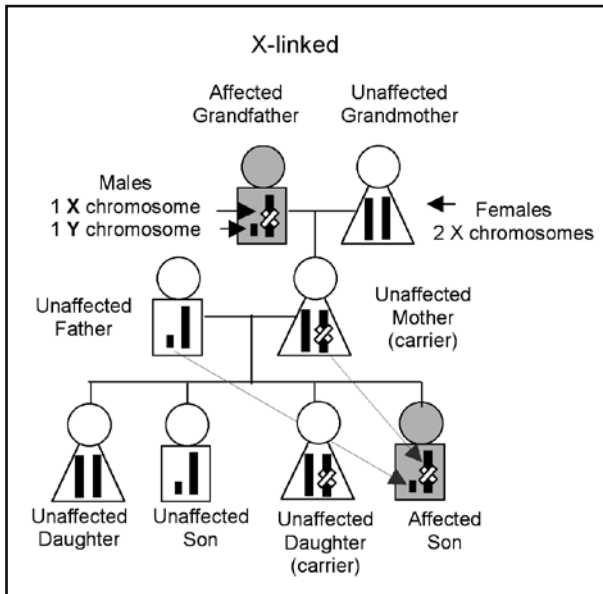 X-linked
Affected
Grandfather
Unaffected
Grandmother
Males
1 X chromosome
1 Y chromosome
Females
2 X chromosomes
Unaffected
Father
Unaffected
Mother
(carrier)
Unaffected
Daughter
Unaffected
Son
Unaffected
Daughter
(carrier)
Affected
Son